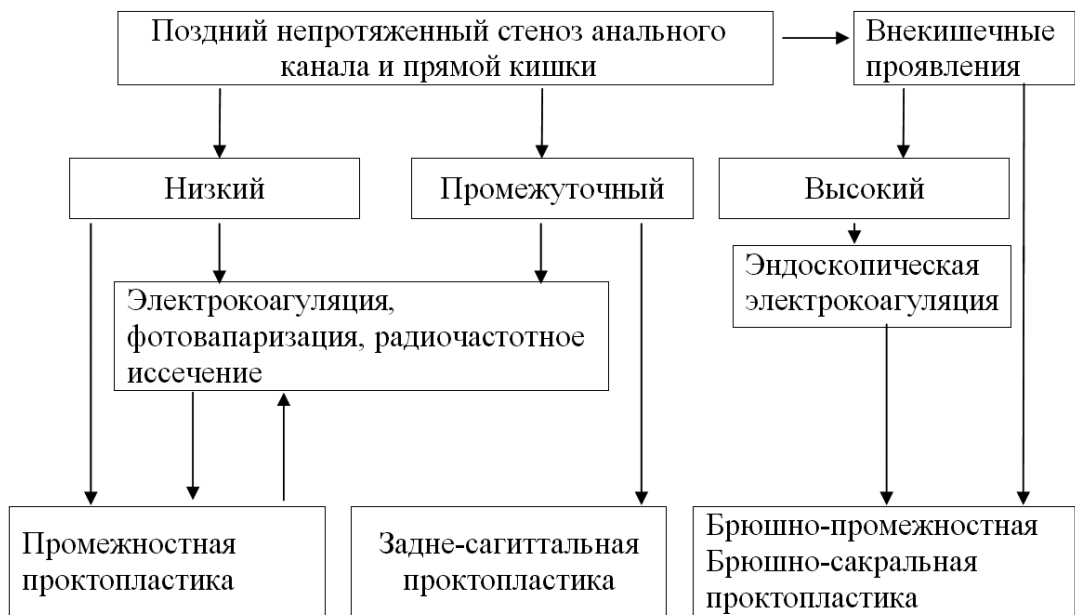 Поздний непротяженный стеноз анального
канала и прямой кишки
Внекишечные
проявления
Низкий
Промежуточный
Высокий
Эндоскопическая
электрокоагуляция
Электрокоагуляция,
фотовапаризация, радиочастотное
иссечение
Промежностная
проктопластика
Задне-сагиттальная
проктопластика
Брюшно-промежностная
Брюшно-сакральная
проктопластика